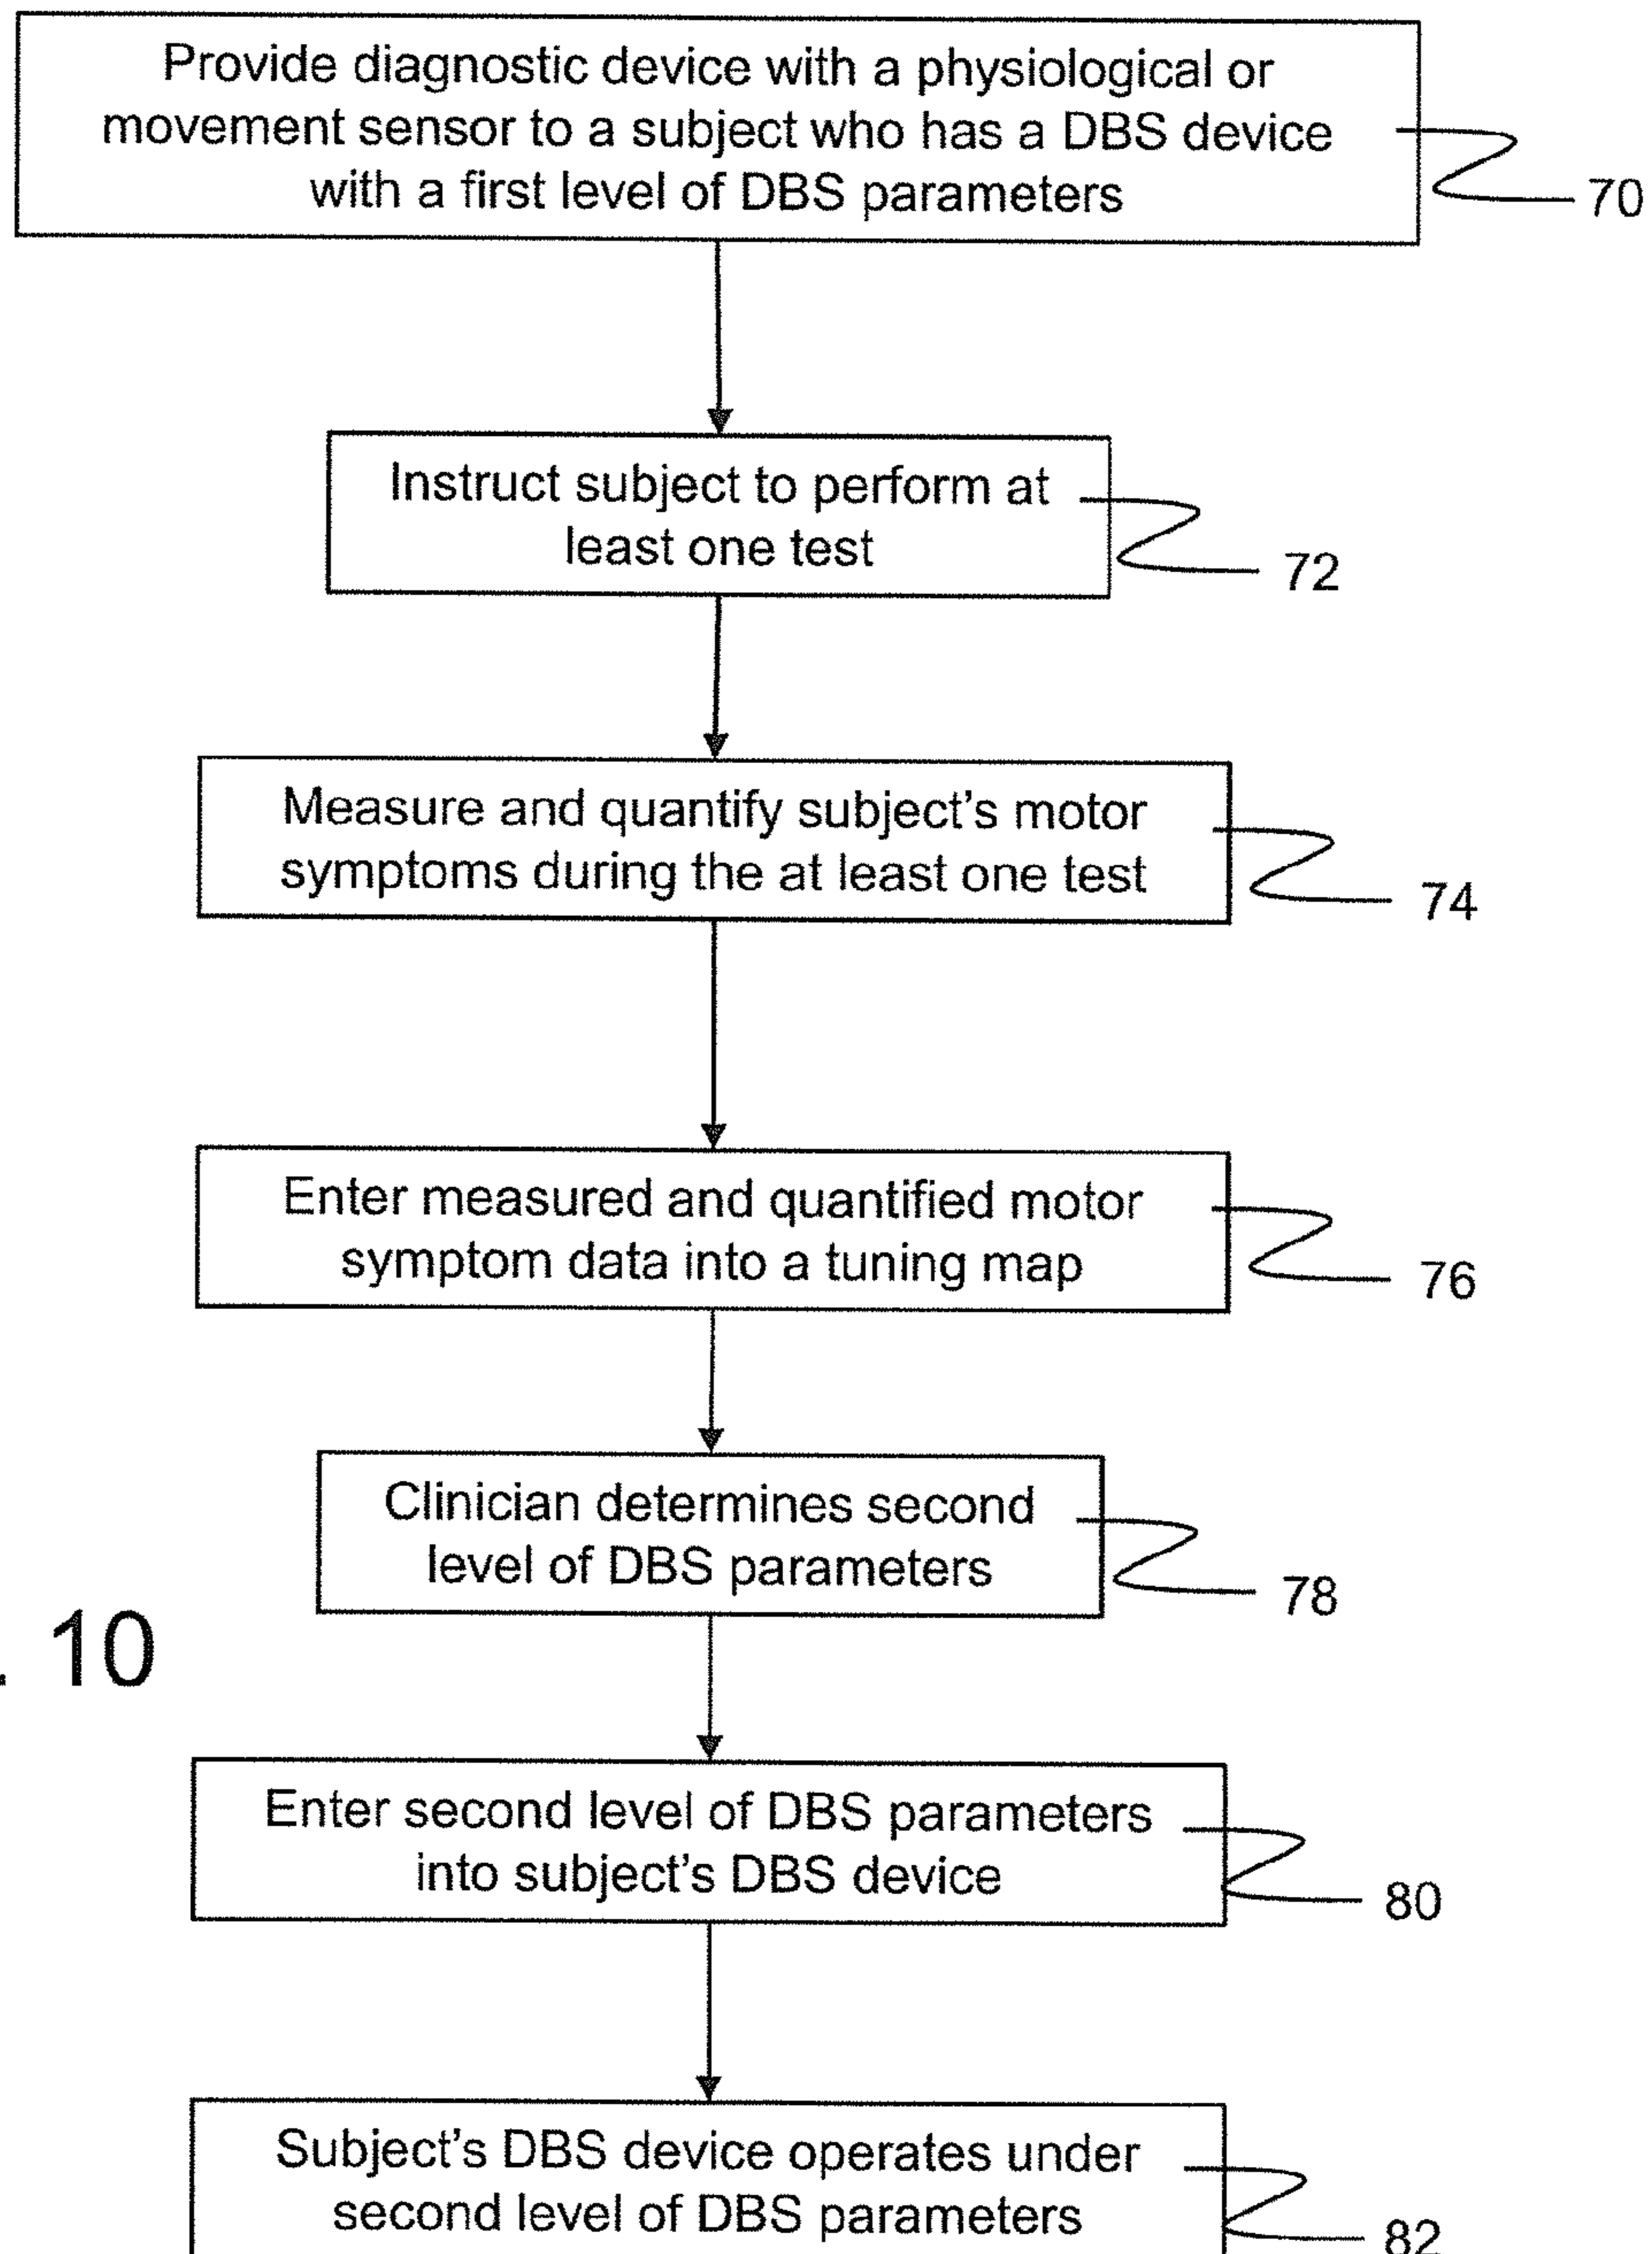 Provide diagnostic device with a physiological or
movement sensor to a subject who has a DBS device
with a first level of DBS parameters
70
Instruct subject to perform at
least one test
72
Measure and quantify subject's motor
symptoms during the at least one test
74
Enter measured and quantified motor
symptom data into a tuning map
76
Clinician determines second
level of DBS parameters
78
. 10
Enter second level of DBS parameters
into subject's DBS device
80
Subject's DBS device operates under
second level of DBS parameters
82